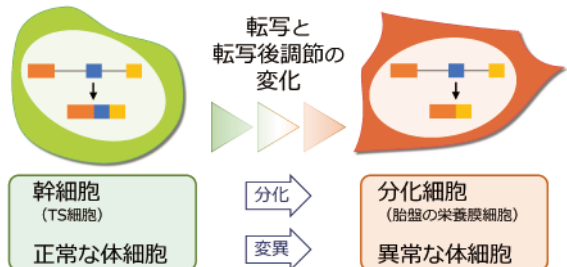 転写と
転写後調節の
変化
幹細胞
(TS細胞)
正常な体細胞
分化
変異
分化細胞
(胎盤の栄養膜細胞)
異常な体細胞